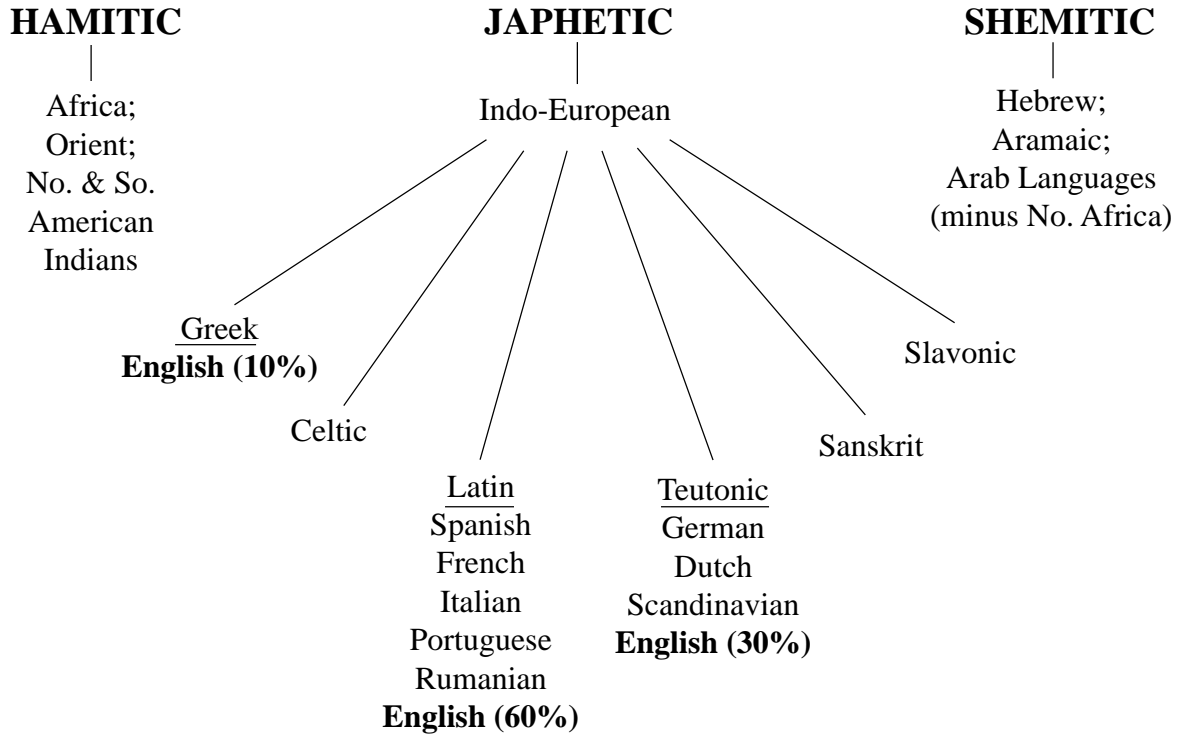 HAMITIC
Africa;
Orient;
No. & So.
American
Indians
JAPHETIC
Indo-European
Greek
English (10%)
Celtic
Latin
Spanish
French
Italian
Portuguese
Rumanian
English (60%)
Teutonic
German
Dutch
Scandinavian
English (30%)
Sanskrit
Slavonic
SHEMITIC
Hebrew;
Aramaic;
Arab Languages
(minus No. Africa)